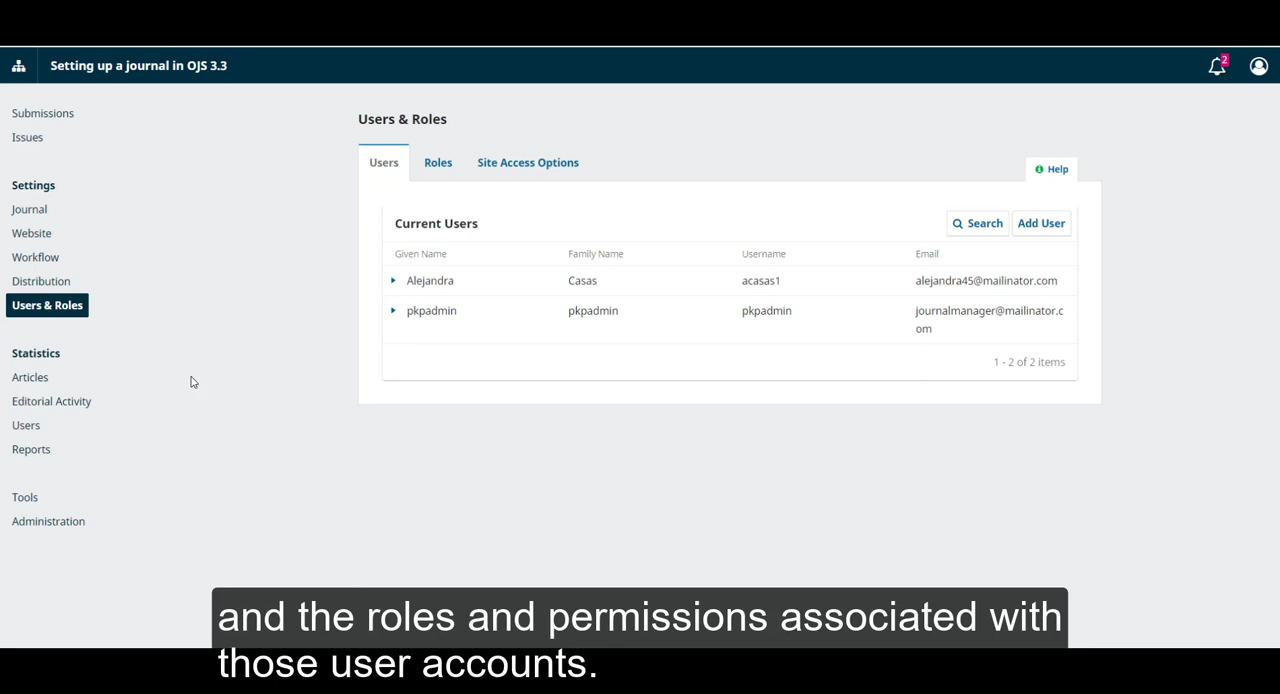 Setting up a journal in OJS 3.3
2
Submissions
Issues
Settings
Journal
Website
Workflow
Distribution
Users & Roles
Statistics
Articles
Editorial Activity
Users
Reports
Tools
Administration
Users & Roles
Users Roles Site Access Options
Help
Current Users Search Add User
Given Name Family Name Username Email
Alejandra Casas acasas1 alejandra45@mailinator.com
pkpadmin pkpadmin pkpadmin journalmanager@mailinator.c
om
1 - 2 of 2 items
and the roles and permissions associated with
those user accounts.